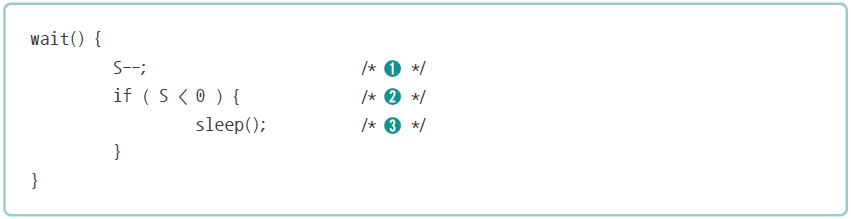 wait() {
S--; /* ❶ */
if ( S < 0 ) { /* ❷ */
sleep(); /* ❸ */
}
}